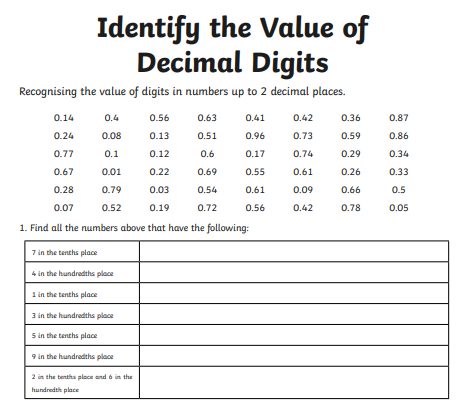 Identify the Value of
Decimal Digits
Recognising the value of digits in numbers up to 2 decimal places.
0.14 0.4 0.56 0.63 0.41 0.42 0.36 0.87
0.24 0.08 0.13 0.51 0.96 0.73 0.59 0.86
0.77 0.1 0.12 0.6 0.17 0.74 0.29 0.34
0.67 0.01 0.22 0.69 0.55 0.61 0.26 0.33
0.28 0.79 0.03 0.54 0.61 0.09 0.66 0.5
0.07 0.52 0.19 0.72 0.56 0.42 0.78 0.05
1. Find all the numbers above that have the following:
7 in the tenths place
4 in the hundredths place
1 in the tenths place
3 in the hundredths place
5 in the tenths place
9 in the hundredths place
2 in the tenths place and 6 in the
hundredth place